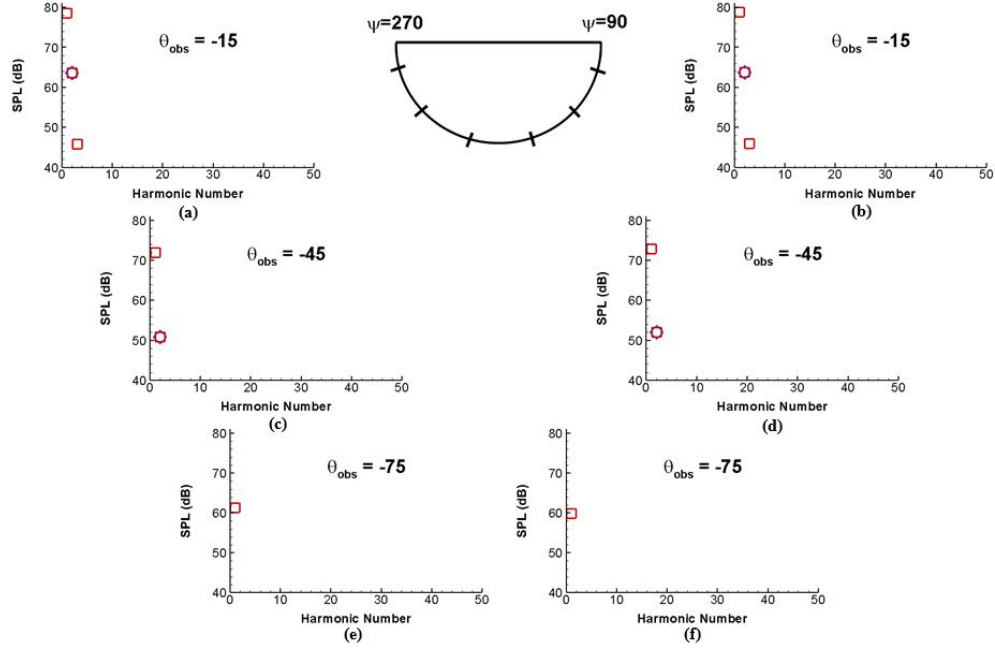 80
70
60
50
40
SPL (dB)
θobs = -15
0 10 20 30 40 50
Harmonic Number
(a)
ψ=270
ψ=90
80
70
60
50
40
SPL (dB)
θobs = -15
0 10 20 30 40 50
Harmonic Number
(b)
80
70
60
50
40
SPL (dB)
θobs = -45
0 10 20 30 40 50
Harmonic Number
(c)
80
70
60
50
40
SPL (dB)
θobs = -45
0 10 20 30 40 50
Harmonic Number
(d)
80
70
60
50
40
SPL (dB)
θobs = -75
0 10 20 30 40 50
Harmonic Number
(e)
80
70
60
50
40
SPL (dB)
θobs = -75
0 10 20 30 40 50
Harmonic Number
(f)